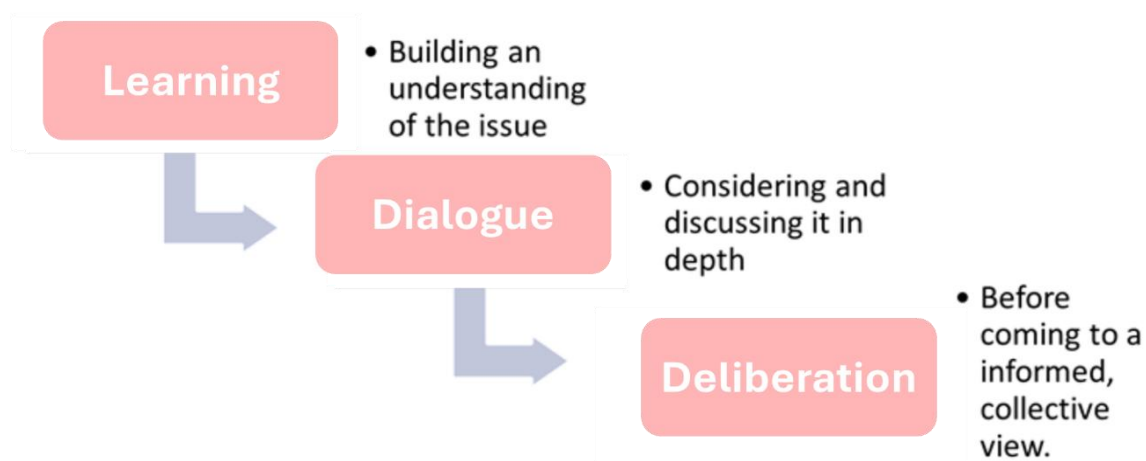 Learning
• Building an
understanding
of the issue
Dialogue
• Considering and
discussing it in
depth
Deliberation
• Before
coming to a
informed,
collective
view.